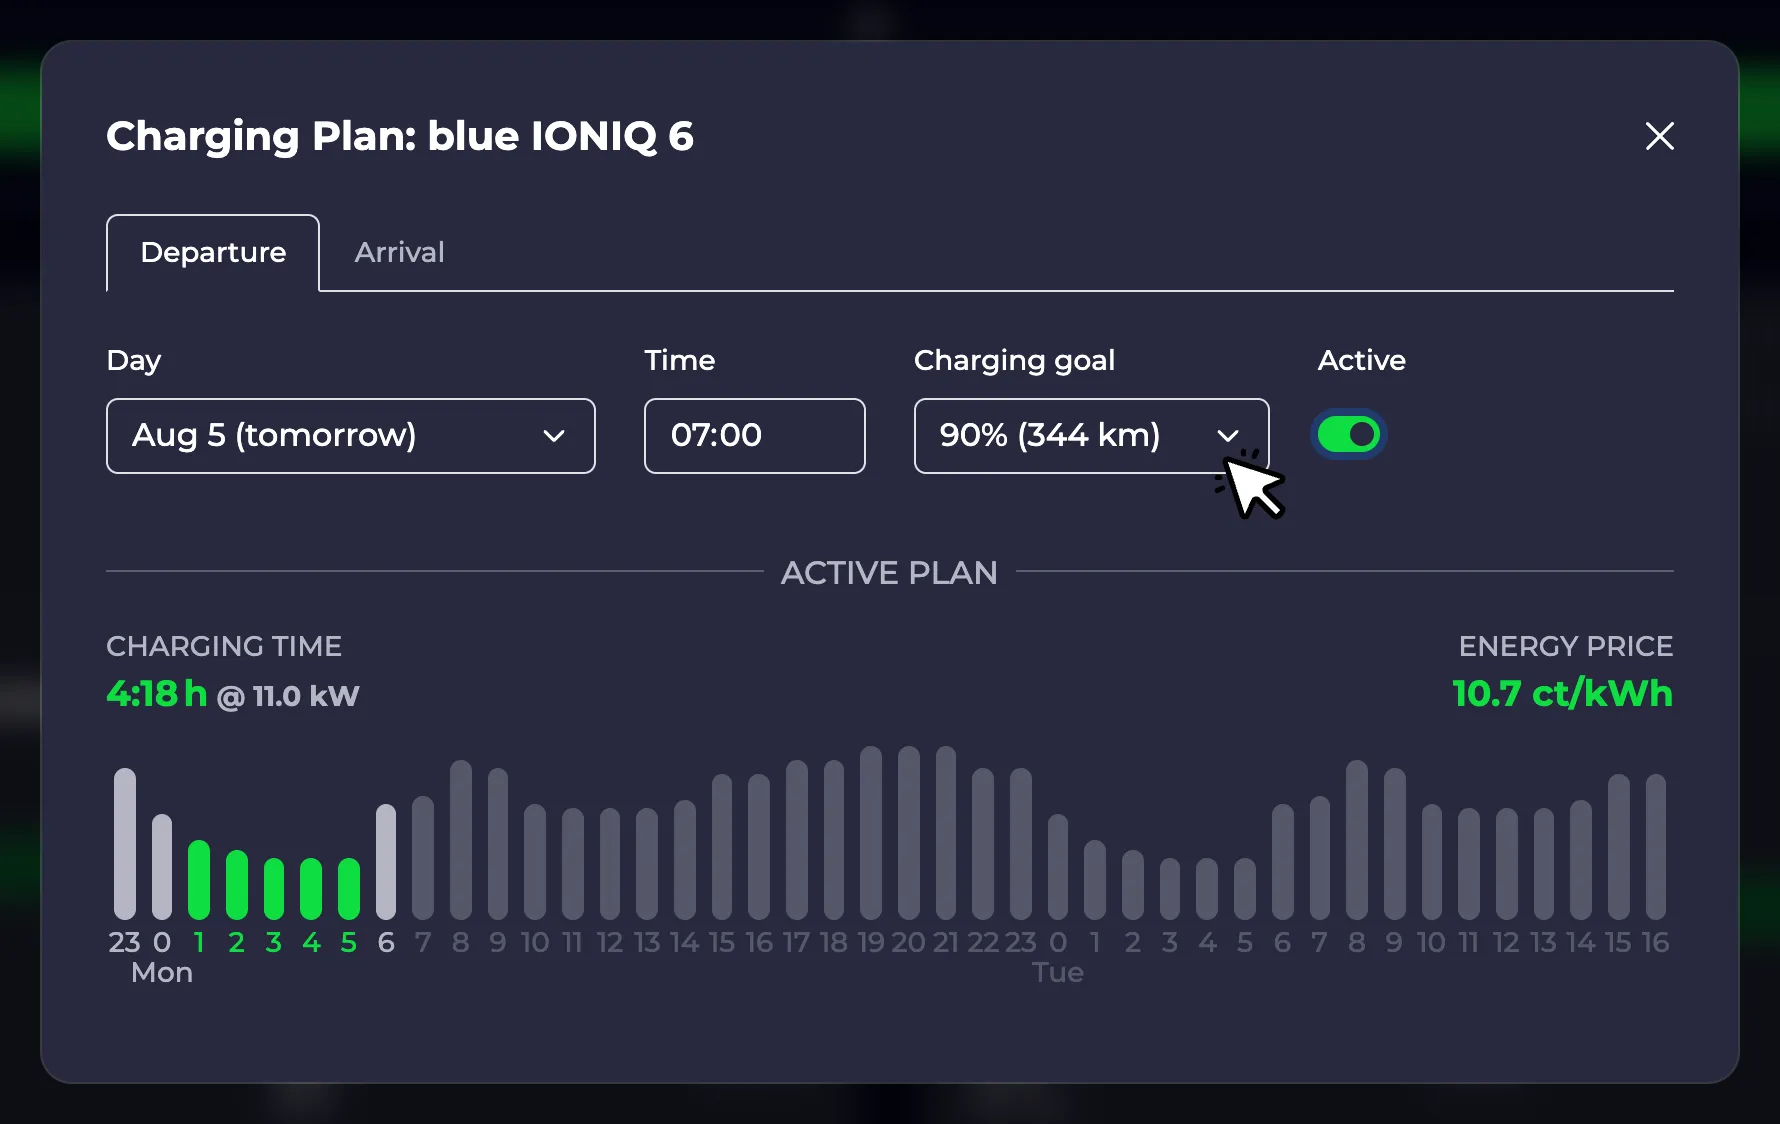 Charging Plan: blue IONIQ 6
Departure Arrival
Day Time Charging goal Active
Aug 5 (tomorrow) 07:00 90% (344 km)
ACTIVE PLAN
CHARGING TIME ENERGY PRICE
4:18 h @ 11.0 kW 10.7 ct/kWh
23 0 1 2 3 4 5 6 7 8 9 10 11 12 13 14 15 16 17 18 19 20 21 22 23 0 1 2 3 4 5 6 7 8 9 10 11 12 13 14 15 16
Mon Tue